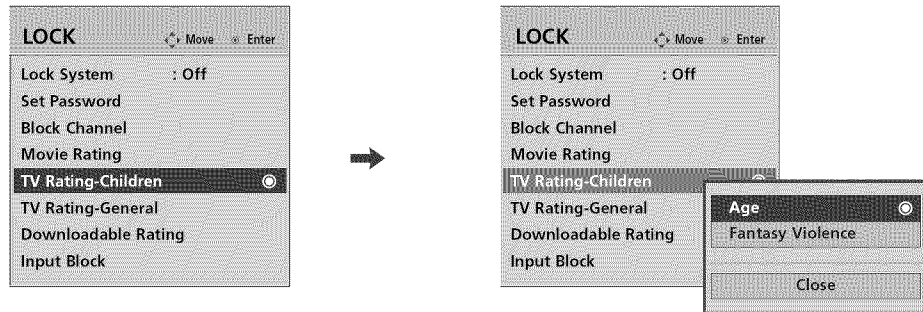 LOCK Move Enter
Lock System : Off
Set Password
Block Channel
Movie Rating
TV Rating-Children
TV Rating-General
Downloadable Rating
Input Block
LOCK Move Enter
Lock System : Off
Set Password
Block Channel
Movie Rating
TV Rating-Children
TV Rating-General
Downloadable Rating
Input Block
Age
Fantasy Violence
Close